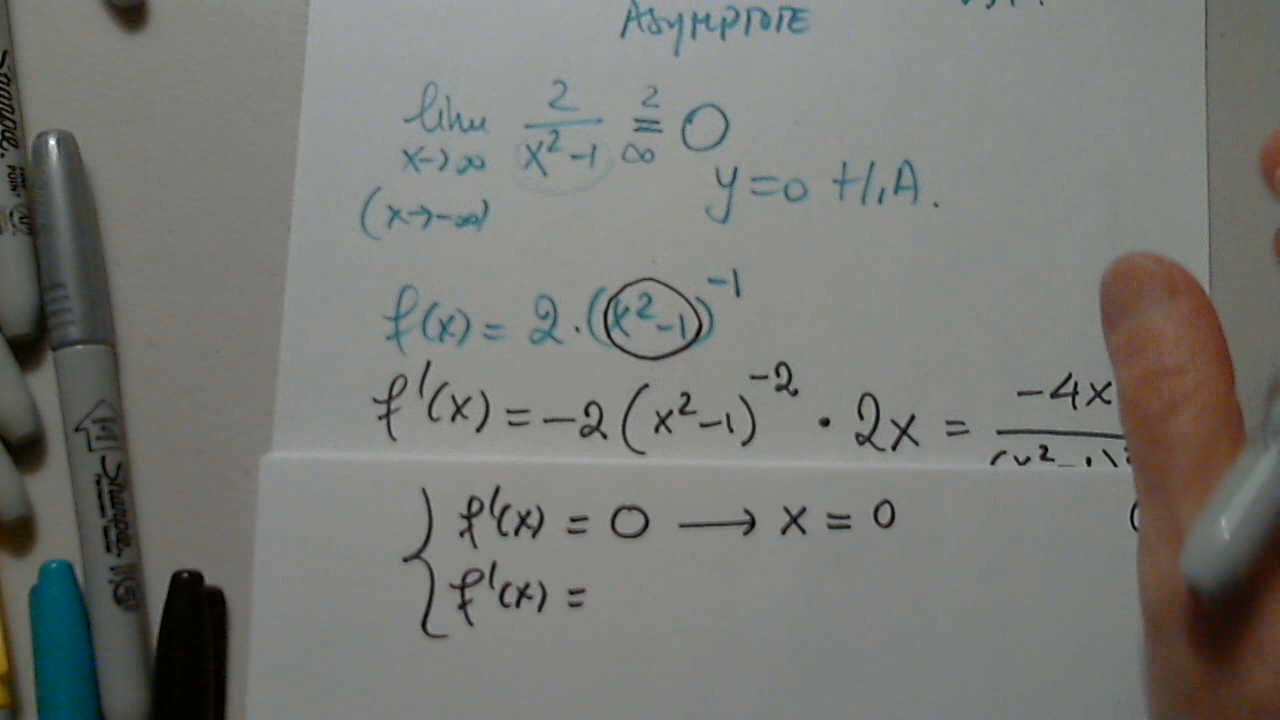 ASYMPTOTE
lim 2/(x²-1) = 2/∞ 0
x→∞
(x→-∞)
y=0 H.A.
f(x) = 2·(x²-1)⁻¹
f'(x) = -2(x²-1)⁻² · 2x = -4x
f'(x) = 0 → x = 0
f'(x) =
Sharpie